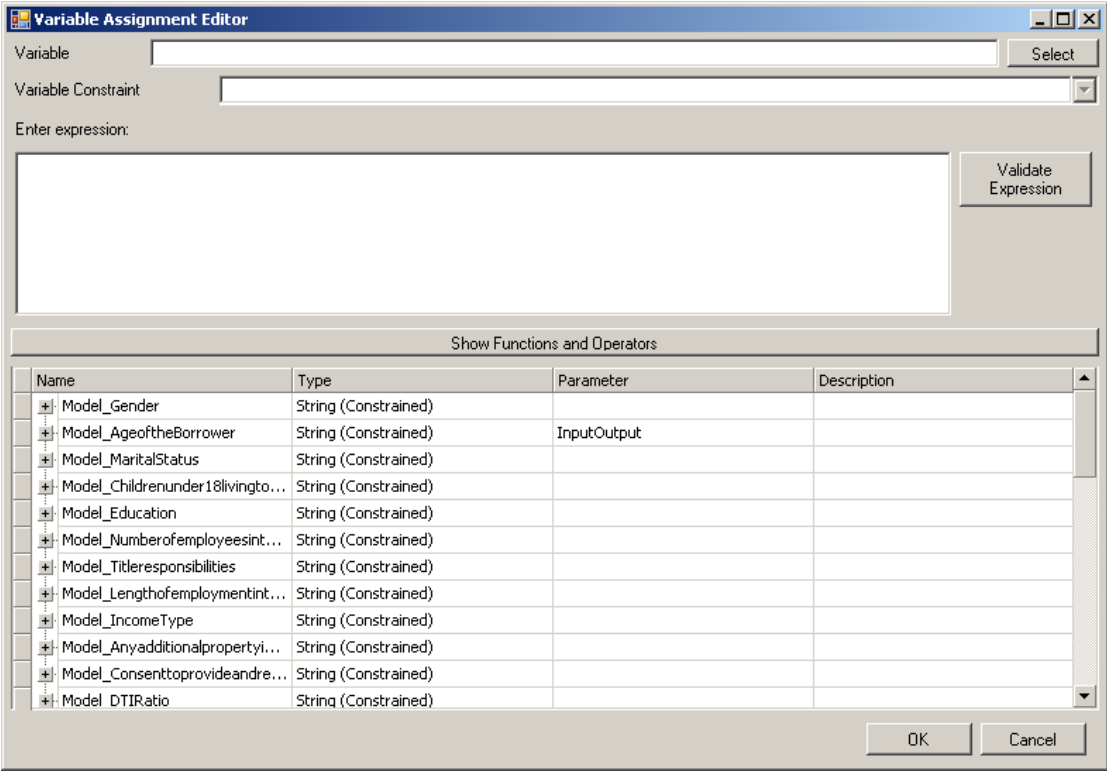 Variable Assignment Editor
Variable
Select
Variable Constraint
Enter expression:
Validate
Expression
Show Functions and Operators
Name Type Parameter Description
Model_Gender String (Constrained)
Model_AgeoftheBorrower String (Constrained) InputOutput
Model_MaritalStatus String (Constrained)
Model_Childrenunder18livingto... String (Constrained)
Model_Education String (Constrained)
Model_Numberofemployeesint... String (Constrained)
Model_Titleresponsibilities String (Constrained)
Model_Lengthofemploymentint... String (Constrained)
Model_IncomeType String (Constrained)
Model_Anyadditionalpropertyi... String (Constrained)
Model_Consenttoprovideandre... String (Constrained)
Model_DTIRatio String (Constrained)
OK Cancel